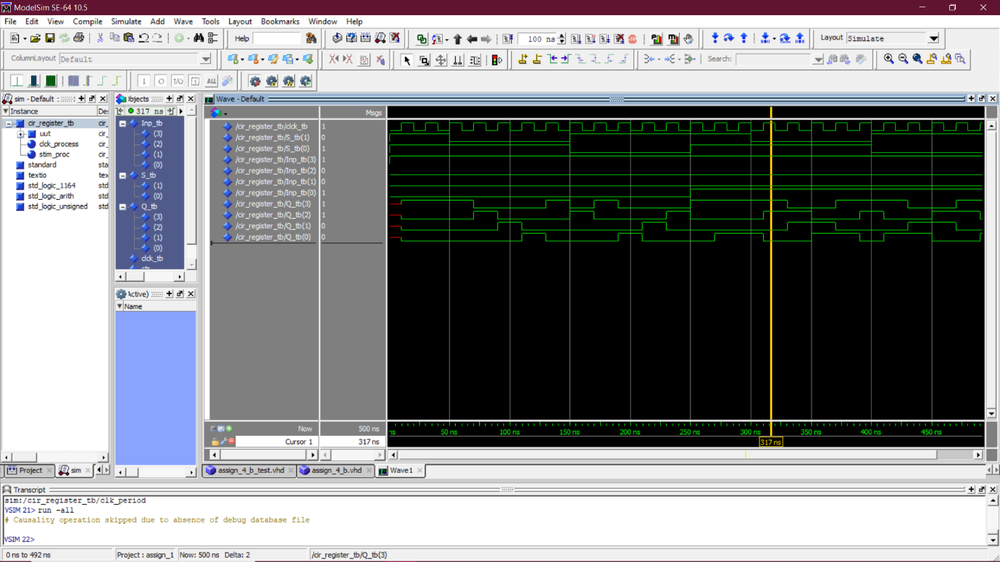 ModelSim SE-64 10.5
File Edit View Compile Simulate Add Wave Tools Layout Bookmarks Window Help
Help 100 ns Layout Simulate
ColumnLayout Default Search:
ALL
sim - Default
Instance
cir_register_tb cir_
uut cir_
clck_process cir_
stim_proc cir_
standard sta
textio tex
std_logic_1164 std
std_logic_arith std
std_logic_unsigned std
317 ns
Inp_tb
(3)
(2)
(1)
(0)
S_tb
(1)
(0)
Q_tb
(3)
(2)
(1)
(0)
clck_tb
Name
Wave - Default
Msgs
/cir_register_tb/clck_tb 1
/cir_register_tb/S_tb(1) 0
/cir_register_tb/S_tb(0) 1
/cir_register_tb/Inp_tb(3) 1
/cir_register_tb/Inp_tb(2) 0
/cir_register_tb/Inp_tb(1) 0
/cir_register_tb/Inp_tb(0) 1
/cir_register_tb/Q_tb(3) 1
/cir_register_tb/Q_tb(2) 1
/cir_register_tb/Q_tb(1) 0
/cir_register_tb/Q_tb(0) 0
Now 500 ns
ns 50 ns 100 ns 150 ns 200 ns 250 ns 300 ns 350 ns 400 ns 450 ns
Cursor 1 317 ns
317 ns
Project sim
assign_4_b_test.vhd assign_4_b.vhd Wave1
Transcript
sim:/cir_register_tb/clk_period
VSIM 21> run -all
# Causality operation skipped due to absence of debug database file
VSIM 22>
0 ns to 492 ns Project : assign_1 Now: 500 ns Delta: 2 /cir_register_tb/Q_tb(3)